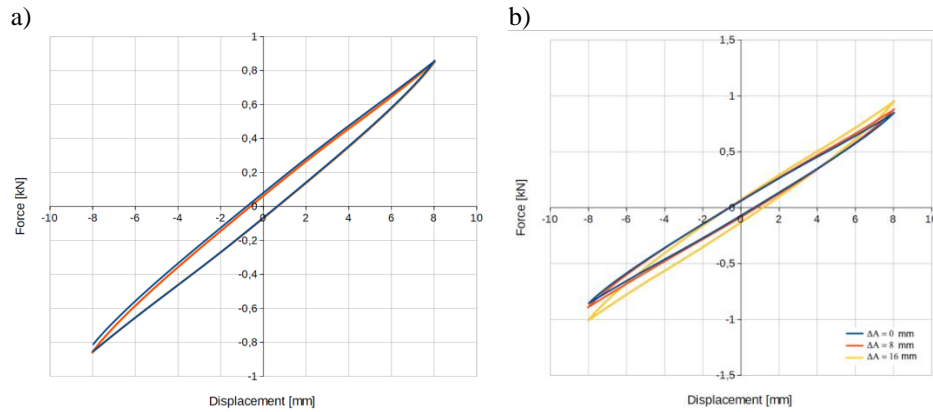 a)
1
0,8
0,6
0,4
0,2
0
-10 -8 -6 -4 -2 0 2 4 6 8 10
-0,2
-0,4
-0,6
-0,8
-1
Force [kN]
Displacement [mm]
b)
1,5
1
0,5
0
-10 -8 -6 -4 -2 0 2 4 6 8 10
-0,5
-1
-1,5
Force [kN]
Displacement [mm]
ΔA = 0 mm
ΔA = 8 mm
ΔA = 16 mm